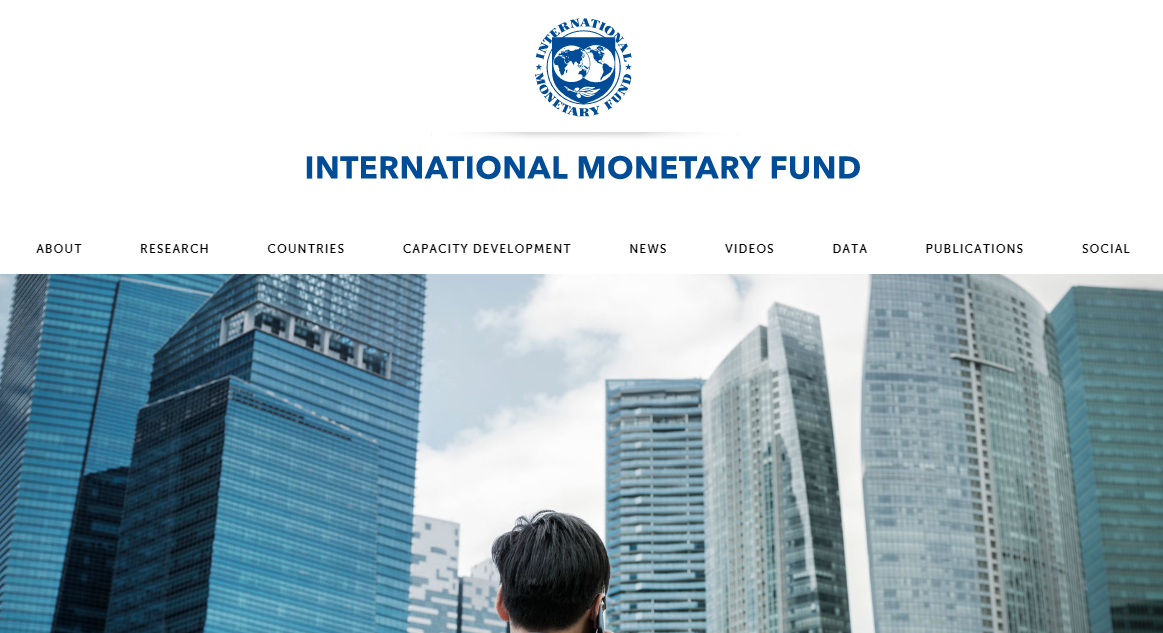 INTERNATIONAL
MONETARY FUND
INTERNATIONAL MONETARY FUND
ABOUT RESEARCH COUNTRIES CAPACITY DEVELOPMENT NEWS VIDEOS DATA PUBLICATIONS SOCIAL